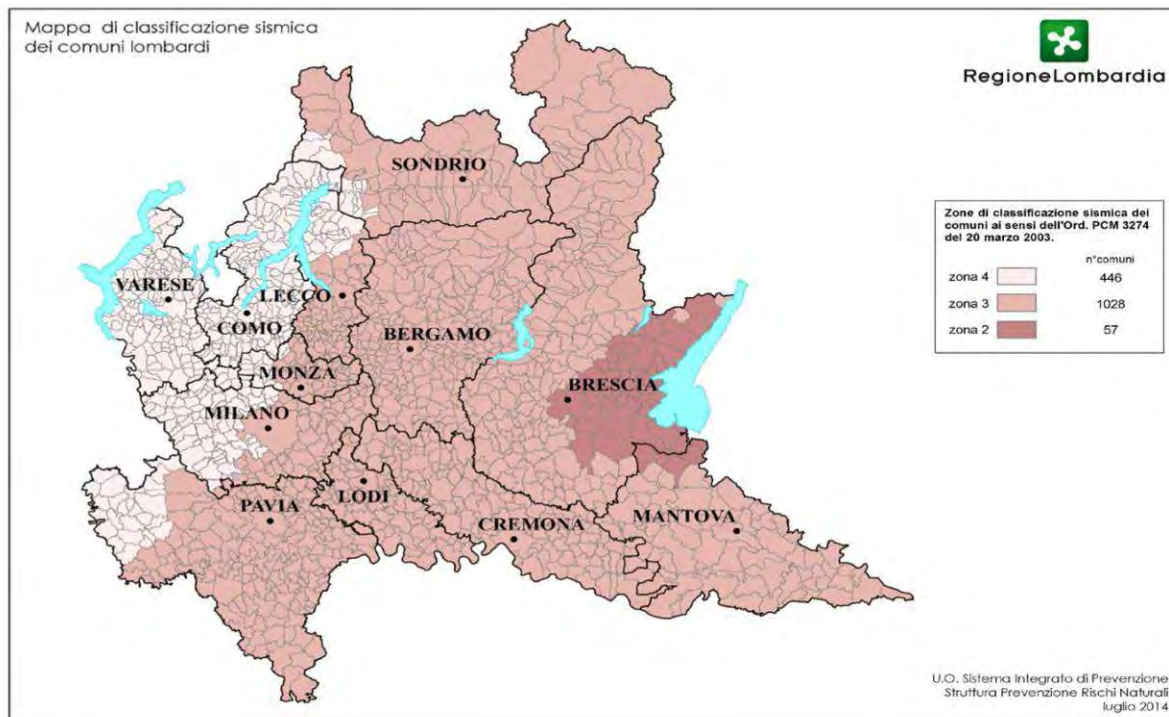 Mappa di classificazione sismica
dei comuni lombardi
RegioneLombardia
SONDRIO
VARESE
LECCO
COMO
BERGAMO
MONZA
BRESCIA
MILANO
LODI
PAVIA
CREMONA
MANTOVA
Zone di classificazione sismica dei
comuni ai sensi dell'Ord. PCM 3274
del 20 marzo 2003.
n°comuni
zona 4 446
zona 3 1028
zona 2 57
U.O. Sistema Integrato di Prevenzione
Struttura Prevenzione Rischi Naturali
luglio 2014